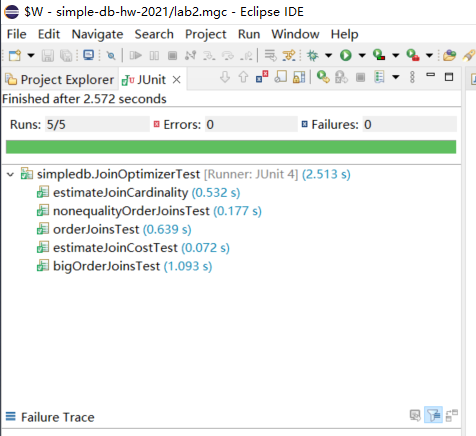 $W - simple-db-hw-2021/lab2.mgc - Eclipse IDE
File Edit Navigate Search Project Run Window Help
Project Explorer JUnit
Finished after 2.572 seconds
Runs: 5/5 Errors: 0 Failures: 0
simpledb.JoinOptimizerTest [Runner: JUnit 4] (2.513 s)
estimateJoinCardinality (0.532 s)
nonequalityOrderJoinsTest (0.177 s)
orderJoinsTest (0.639 s)
estimateJoinCostTest (0.072 s)
bigOrderJoinsTest (1.093 s)
Failure Trace